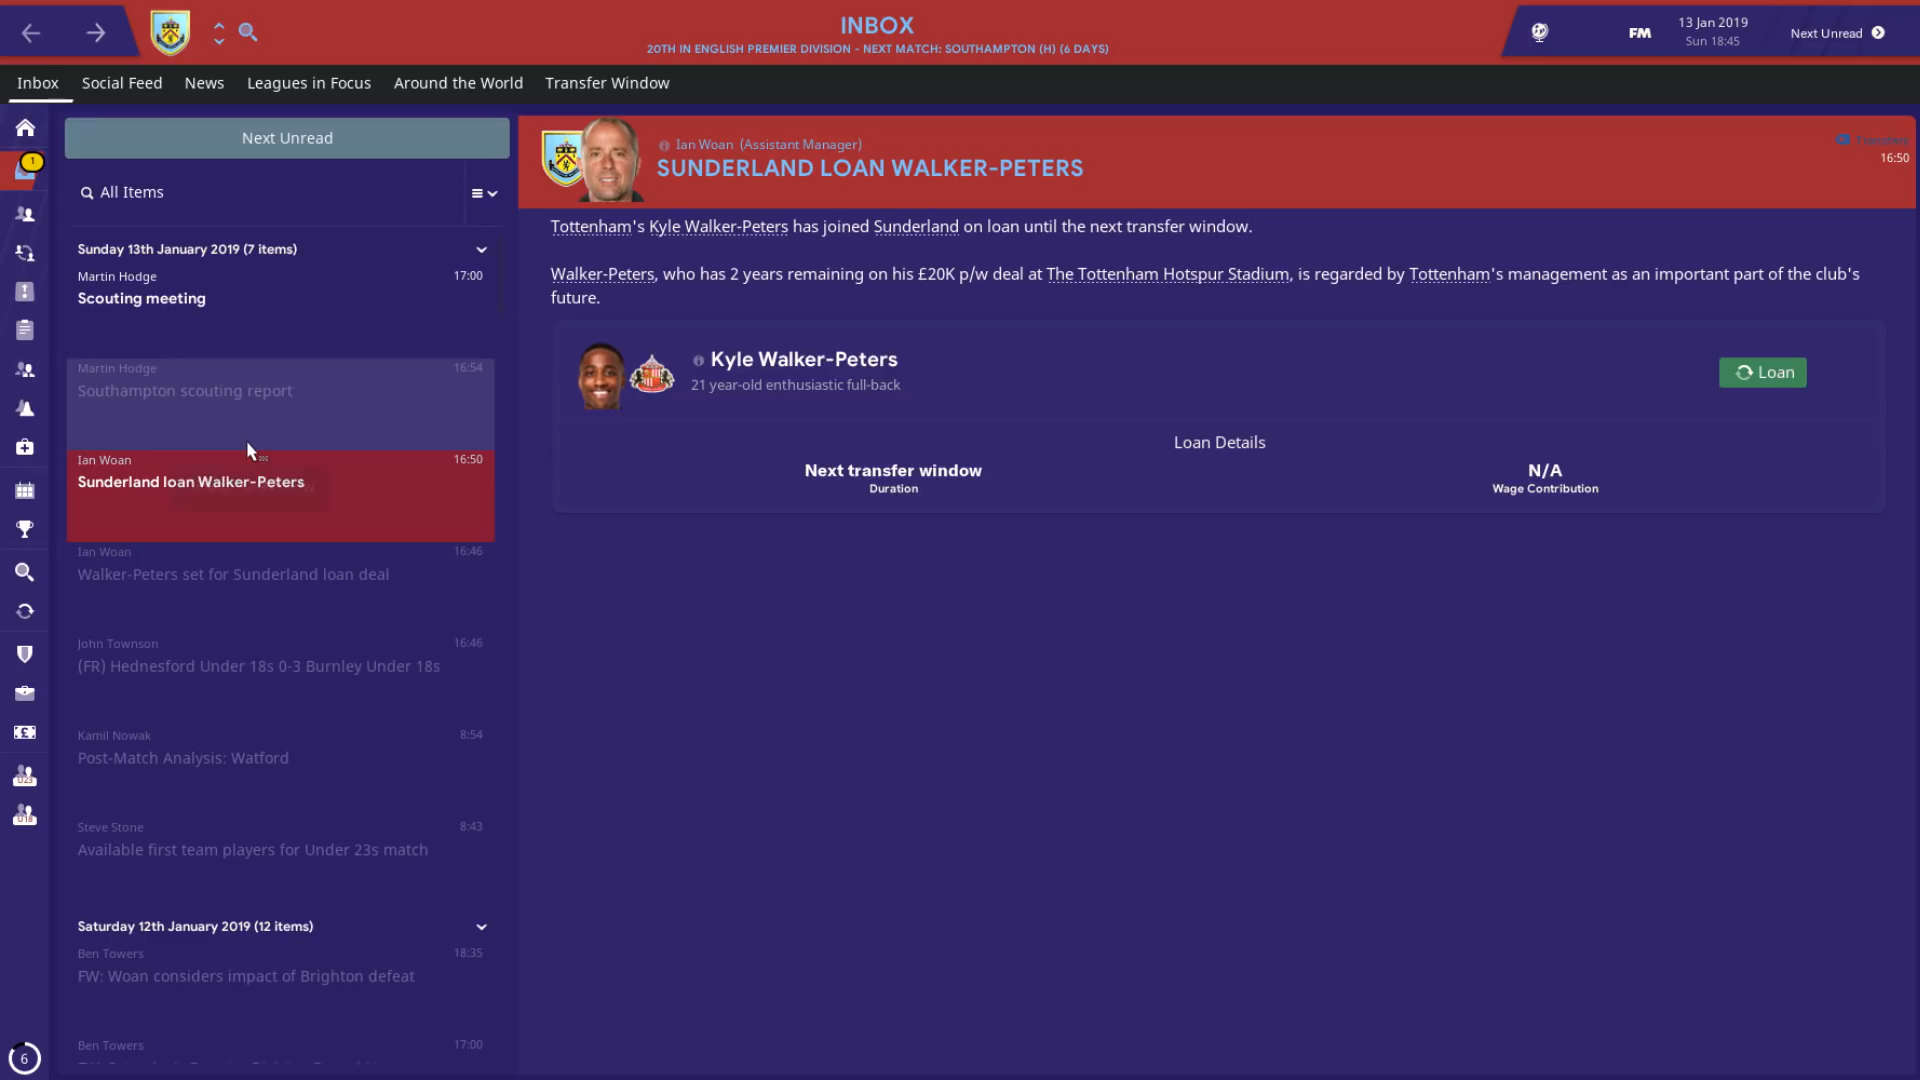 INBOX
20TH IN ENGLISH PREMIER DIVISION - NEXT MATCH: SOUTHAMPTON (H) (6 DAYS)
FM
13 Jan 2019
Sun 18:45
Next Unread
Inbox
Social Feed
News
Leagues in Focus
Around the World
Transfer Window
1
Next Unread
All Items
Sunday 13th January 2019 (7 items)
Martin Hodge 17:00
Scouting meeting
Martin Hodge 16:54
Southampton scouting report
Ian Woan 16:50
Sunderland loan Walker-Peters
Ian Woan 16:46
Walker-Peters set for Sunderland loan deal
John Townson 16:46
(FR) Hednesford Under 18s 0-3 Burnley Under 18s
Kamil Nowak 8:54
Post-Match Analysis: Watford
Steve Stone 8:43
Available first team players for Under 23s match
Saturday 12th January 2019 (12 items)
Ben Towers 18:35
FW: Woan considers impact of Brighton defeat
Ben Towers 17:00
U23
U18
6
Ian Woan (Assistant Manager)
SUNDERLAND LOAN WALKER-PETERS
Transfers
16:50
Tottenham's Kyle Walker-Peters has joined Sunderland on loan until the next transfer window.
Walker-Peters, who has 2 years remaining on his £20K p/w deal at The Tottenham Hotspur Stadium, is regarded by Tottenham's management as an important part of the club's
future.
Kyle Walker-Peters
21 year-old enthusiastic full-back
Loan
Loan Details
Next transfer window
Duration
N/A
Wage Contribution